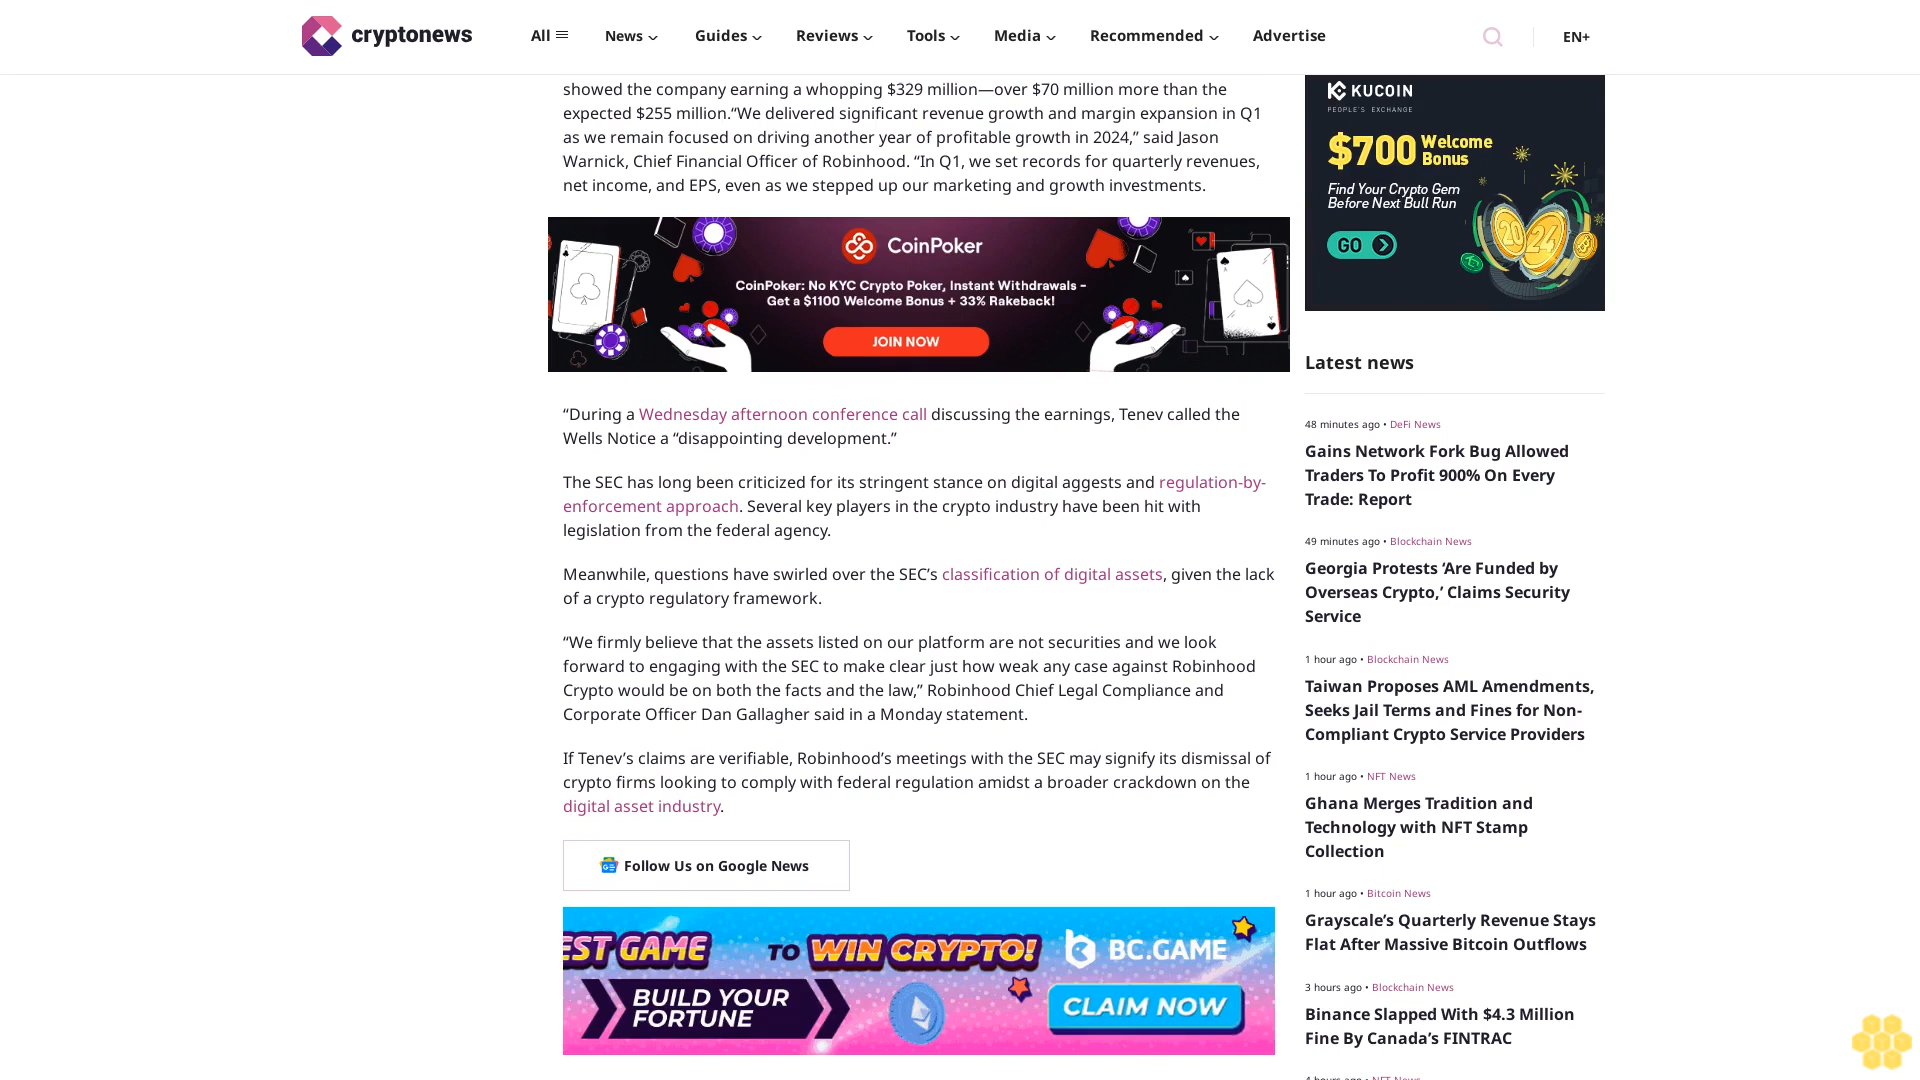 cryptonews
All
News
Guides
Reviews
Tools
Media
Recommended
Advertise
EN+
showed the company earning a whopping $329 million—over $70 million more than the
expected $255 million.“We delivered significant revenue growth and margin expansion in Q1
as we remain focused on driving another year of profitable growth in 2024,” said Jason
Warnick, Chief Financial Officer of Robinhood. “In Q1, we set records for quarterly revenues,
net income, and EPS, even as we stepped up our marketing and growth investments.
CoinPoker
CoinPoker: No KYC Crypto Poker, Instant Withdrawals –
Get a $1100 Welcome Bonus + 33% Rakeback!
JOIN NOW
“During a Wednesday afternoon conference call discussing the earnings, Tenev called the
Wells Notice a “disappointing development.”
The SEC has long been criticized for its stringent stance on digital aggests and regulation-by-
enforcement approach. Several key players in the crypto industry have been hit with
legislation from the federal agency.
Meanwhile, questions have swirled over the SEC’s classification of digital assets, given the lack
of a crypto regulatory framework.
“We firmly believe that the assets listed on our platform are not securities and we look
forward to engaging with the SEC to make clear just how weak any case against Robinhood
Crypto would be on both the facts and the law,” Robinhood Chief Legal Compliance and
Corporate Officer Dan Gallagher said in a Monday statement.
If Tenev’s claims are verifiable, Robinhood’s meetings with the SEC may signify its dismissal of
crypto firms looking to comply with federal regulation amidst a broader crackdown on the
digital asset industry.
Follow Us on Google News
EST GAME TO WIN CRYPTO! BC.GAME
BUILD YOUR
FORTUNE
CLAIM NOW
KUCOIN
PEOPLE'S EXCHANGE
$700 Welcome
Bonus
Find Your Crypto Gem
Before Next Bull Run
GO
2024
Latest news
48 minutes ago • DeFi News
Gains Network Fork Bug Allowed
Traders To Profit 900% On Every
Trade: Report
49 minutes ago • Blockchain News
Georgia Protests ‘Are Funded by
Overseas Crypto,’ Claims Security
Service
1 hour ago • Blockchain News
Taiwan Proposes AML Amendments,
Seeks Jail Terms and Fines for Non-
Compliant Crypto Service Providers
1 hour ago • NFT News
Ghana Merges Tradition and
Technology with NFT Stamp
Collection
1 hour ago • Bitcoin News
Grayscale’s Quarterly Revenue Stays
Flat After Massive Bitcoin Outflows
3 hours ago • Blockchain News
Binance Slapped With $4.3 Million
Fine By Canada’s FINTRAC
4 hours ago • NFT News